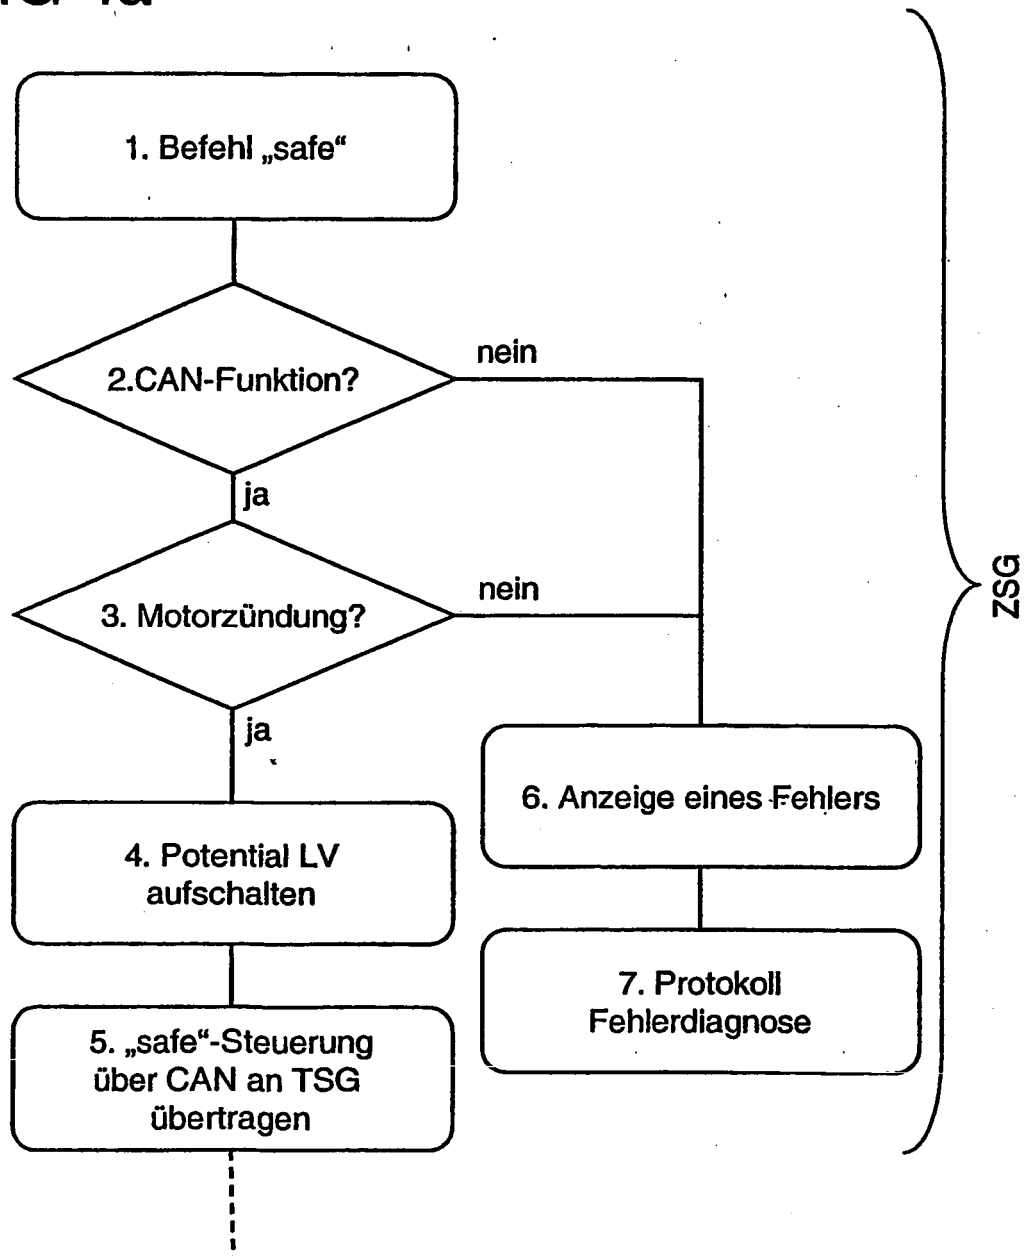 1. Befehl „safe“
2.CAN-Funktion?
nein
ja
3. Motorzündung?
nein
ja
4. Potential LV
aufschalten
5. „safe“-Steuerung
über CAN an TSG
übertragen
6. Anzeige eines Fehlers
7. Protokoll
Fehlerdiagnose
ZSG